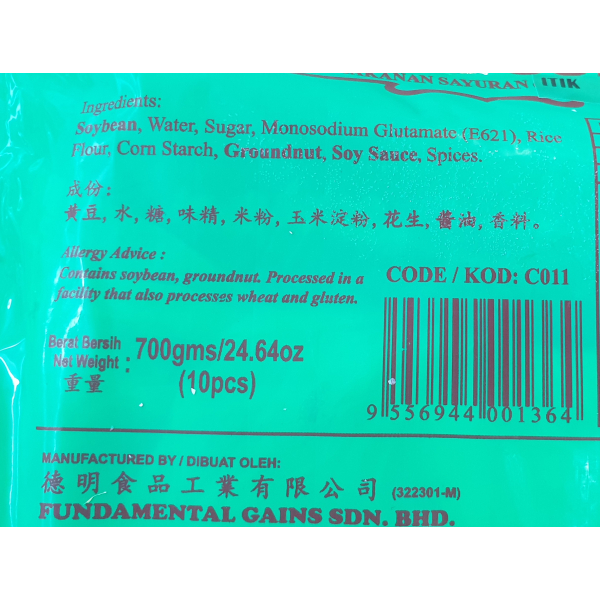 MAKANAN SAYURAN
ITIK
Ingredients:
Soybean, Water, Sugar, Monosodium Glutamate (E621), Rice
Flour, Corn Starch, Groundnut, Soy Sauce, Spices.
成份:
黃豆, 水, 糖, 味精, 米粉, 玉米淀粉, 花生, 醬油, 香料。
Allergy Advice :
Contains soybean, groundnut. Processed in a
facility that also processes wheat and gluten.
CODE / KOD: C011
Berat Bersih
Net Weight :
重量
700gms/24.64oz
(10pcs)
9 556944 001364
MANUFACTURED BY / DIBUAT OLEH:
德明食品工業有限公司 (322301-M)
FUNDAMENTAL GAINS SDN. BHD.